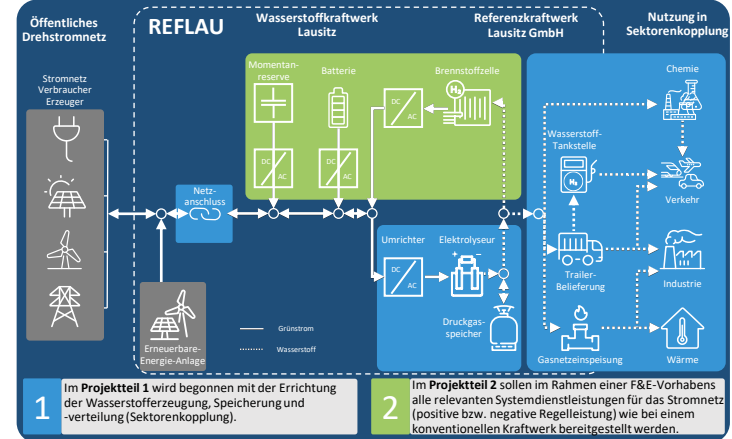 Öffentliches
Drehstromnetz
REFLAU
Wasserstoffkraftwerk
Lausitz
Referenzkraftwerk
Lausitz GmbH
Nutzung in
Sektorenkopplung
Stromnetz
Verbraucher
Erzeuger
Momentan-
reserve
Batterie
Brennstoffzelle
DC
AC
H₂
DC
AC
DC
AC
Chemie
Wasserstoff-
Tankstelle
H₂
Verkehr
Netz-
anschluss
Umrichter
Elektrolyseur
DC
AC
Trailer-
Belieferung
Industrie
Druckgas-
speicher
Erneuerbare-
Energie-Anlage
Grünstrom
Wasserstoff
Gasnetzeinspeisung
Wärme
1
Im Projektteil 1 wird begonnen mit der Errichtung
der Wasserstofferzeugung, Speicherung und
-verteilung (Sektorenkopplung).
2
Im Projektteil 2 sollen im Rahmen einer F&E-Vorhabens
alle relevanten Systemdienstleistungen für das Stromnetz
(positive bzw. negative Regelleistung) wie bei einem
konventionellen Kraftwerk bereitgestellt werden.